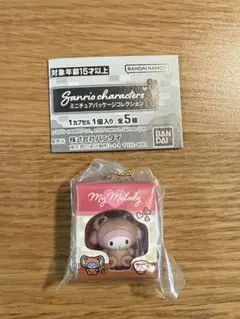 対象年齢15才以上
BANDAI NAMCO
Sanrio characters
ミニチュアパッケージコレクション
1カプセル1個入り 全5種
株式会社バンダイ
BAN
DAI
My Melody